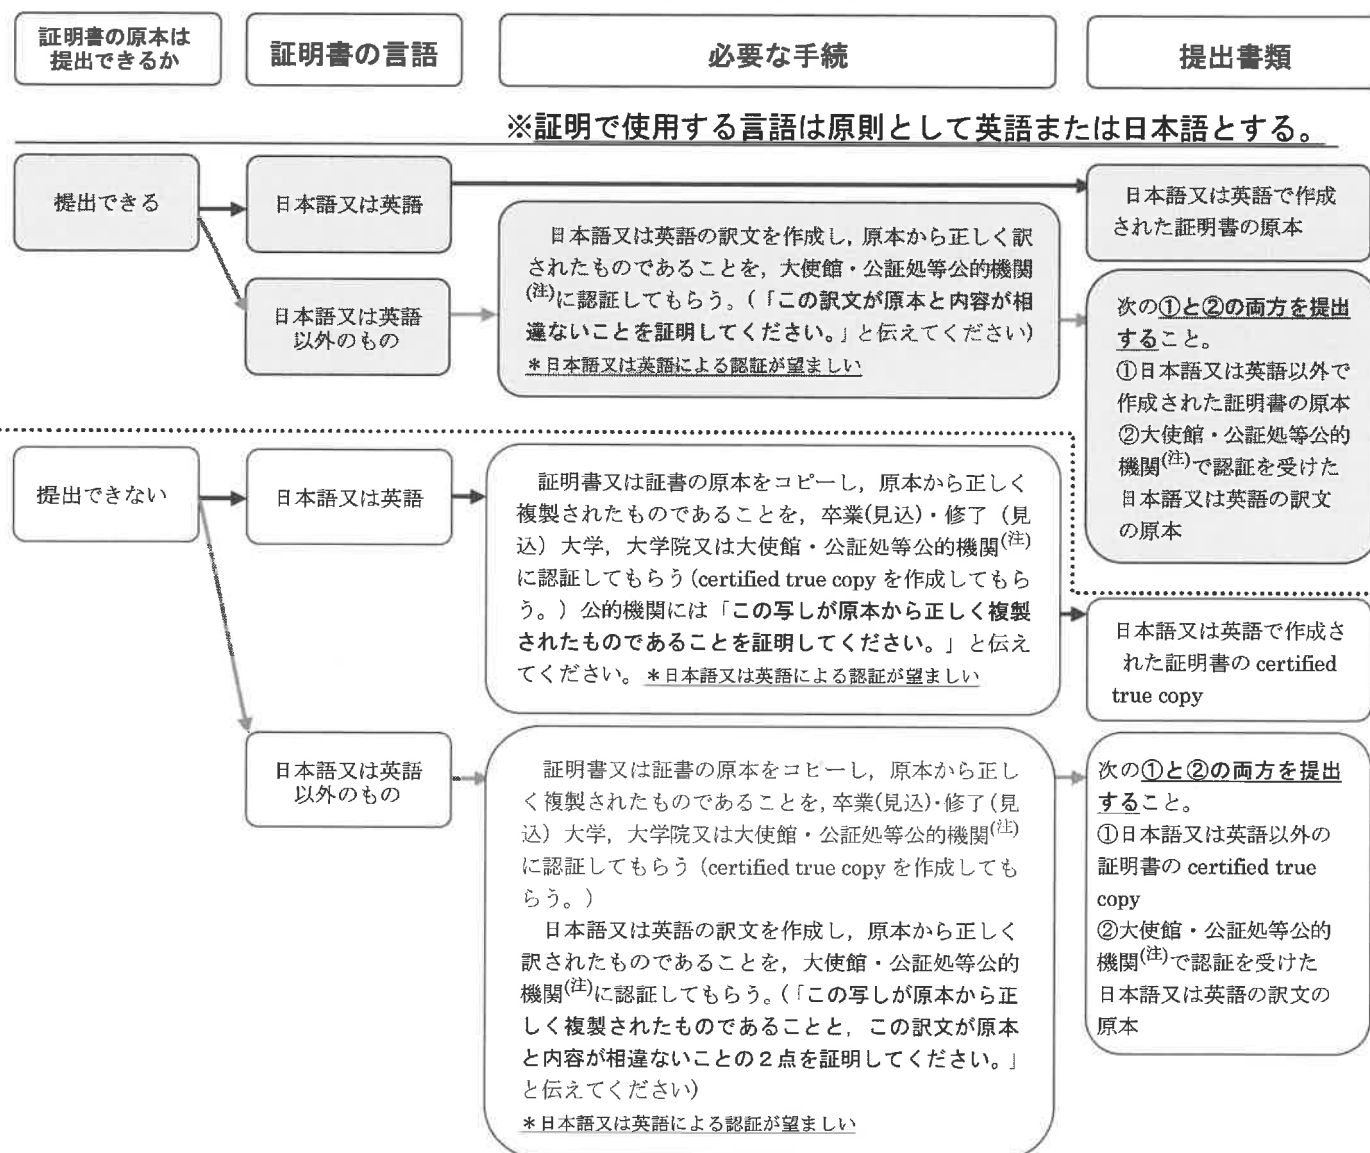 証明書の原本は
提出できるか
証明書の言語
必要な手続
提出書類
※証明で使用する言語は原則として英語または日本語とする。
提出できる
日本語又は英語
日本語又は英語で作成
された証明書の原本
日本語又は英語
以外のもの
日本語又は英語の訳文を作成し，原本から正しく訳
されたものであることを，大使館・公証処等公的機関
(注)に認証してもらう。(「この訳文が原本と内容が相
違ないことを証明してください。」と伝えてください)
＊日本語又は英語による認証が望ましい
次の①と②の両方を提出
すること。
①日本語又は英語以外で
作成された証明書の原本
②大使館・公証処等公的
機関(注)で認証を受けた
日本語又は英語の訳文
の原本
提出できない
日本語又は英語
証明書又は証書の原本をコピーし，原本から正しく
複製されたものであることを，卒業(見込)・修了（見
込）大学，大学院又は大使館・公証処等公的機関(注)
に認証してもらう(certified true copy を作成してもら
う。）公的機関には「この写しが原本から正しく複製
されたものであることを証明してください。」と伝え
てください。＊日本語又は英語による認証が望ましい
日本語又は英語で作成さ
れた証明書の certified
true copy
日本語又は英語
以外のもの
証明書又は証書の原本をコピーし，原本から正し
く複製されたものであることを，卒業(見込)・修了(見
込）大学，大学院又は大使館・公証処等公的機関(注)
に認証してもらう (certified true copy を作成しても
らう。）
日本語又は英語の訳文を作成し，原本から正しく
訳されたものであることを，大使館・公証処等公的
機関(注)に認証してもらう。(「この写しが原本から正
しく複製されたものであることと，この訳文が原本
と内容が相違ないことの２点を証明してください。」
と伝えてください)
＊日本語又は英語による認証が望ましい
次の①と②の両方を提出
すること。
①日本語又は英語以外の
証明書の certified true
copy
②大使館・公証処等公的
機関(注)で認証を受けた
日本語又は英語の訳文の
原本